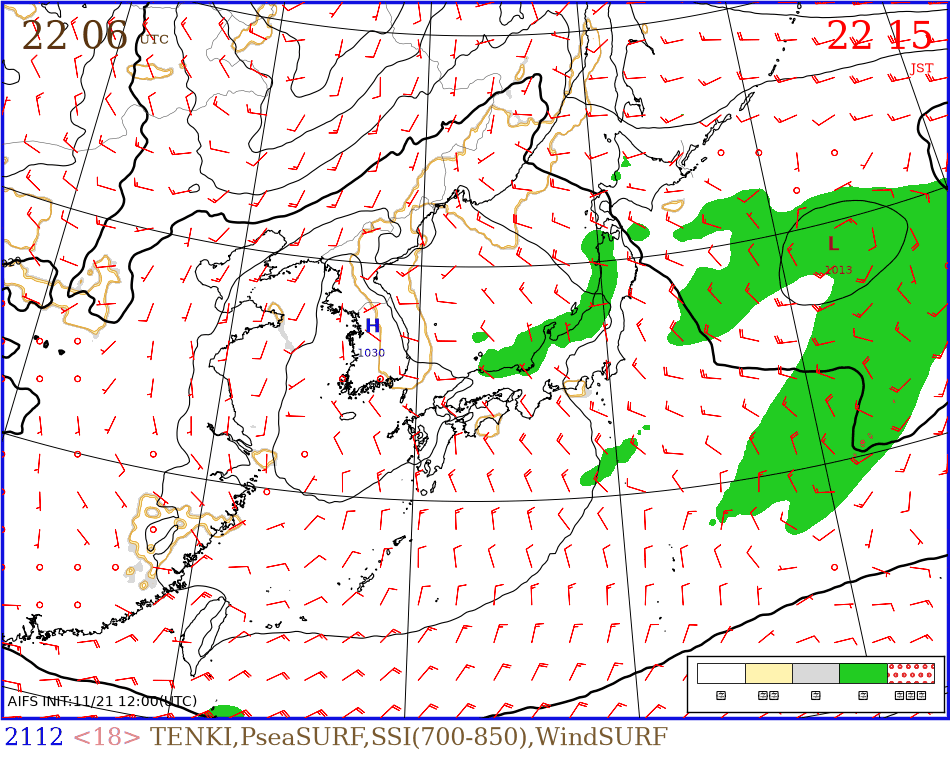 22 06 UTC
22 15
JST
L
1013
020
H
1030
AIFS INIT:11/21 12:00(UTC)
2112 <18> TENKI,PseaSURF,SSI(700-850),WindSURF